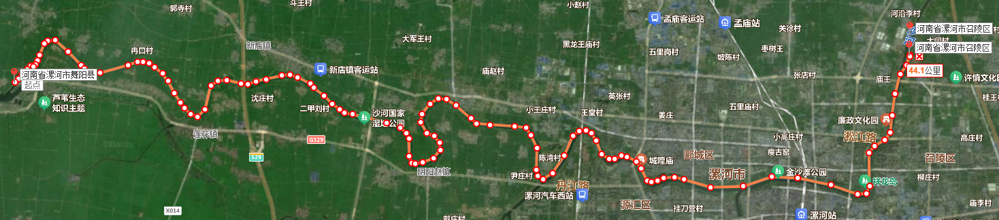 郭寺村
斗王村
小赵村
河沿李村
孟庙客运站
孟庙站
关徐村
河南省漯河市召陵区
新店镇
大军王村
黑龙王庙村
冉口村
五里岗村
坡陈村
枣树王
河南省漯河市召陵区
新店镇客运站
庙赵村
张店村
44.1公里
河南省漯河市舞阳县
起点
庙王
许镇文化
芦苇生态
知识主题
沈庄村
二甲刘村
英张村
五里庙村
沙河国家
湿地公园
小王庄村
王堂村
姜庄
廉政文化园
莲花镇
G329
小高庄村
淞江路
高庄村
S29
陈湾村
城隍庙
郾城区
瘦古窑
召陵区
阴阳赵镇
尹庄村
漯河市
金沙滩公园
柳庄村
丹江路
祥龙岛
漯河汽车西站
源汇区
挂刀营村
庙李村
X014
漯河站